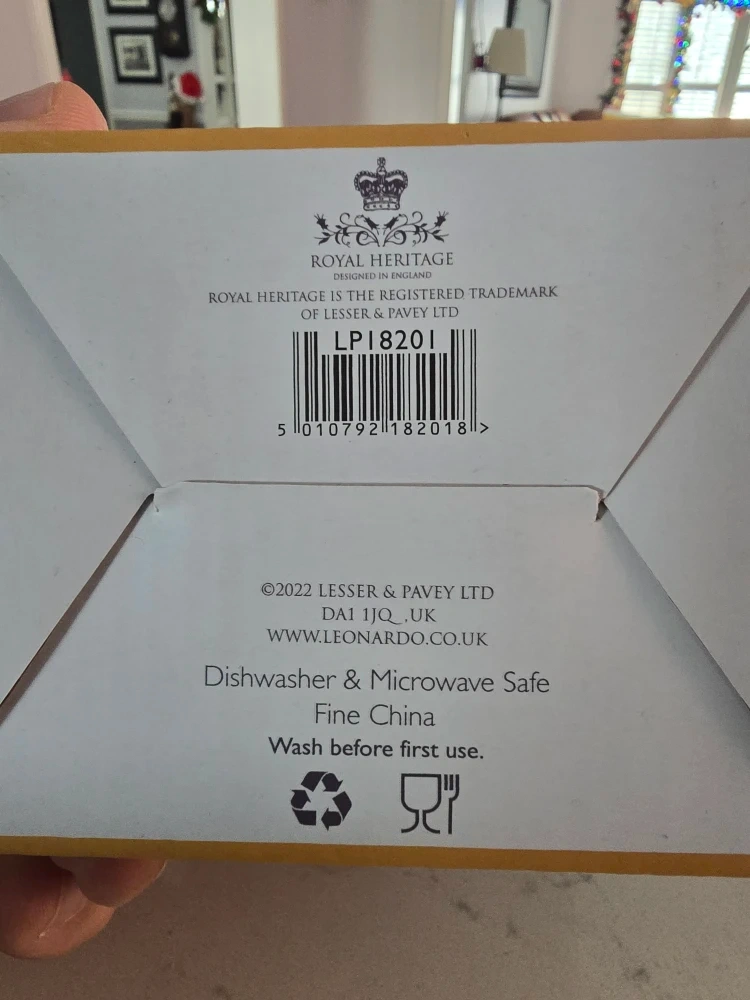 ROYAL HERITAGE
DESIGNED IN ENGLAND
ROYAL HERITAGE IS THE REGISTERED TRADEMARK
OF LESSER & PAVEY LTD
LP18201
5 010792 182018 >
©2022 LESSER & PAVEY LTD
DA1 1JQ ,UK
WWW.LEONARDO.CO.UK
Dishwasher & Microwave Safe
Fine China
Wash before first use.